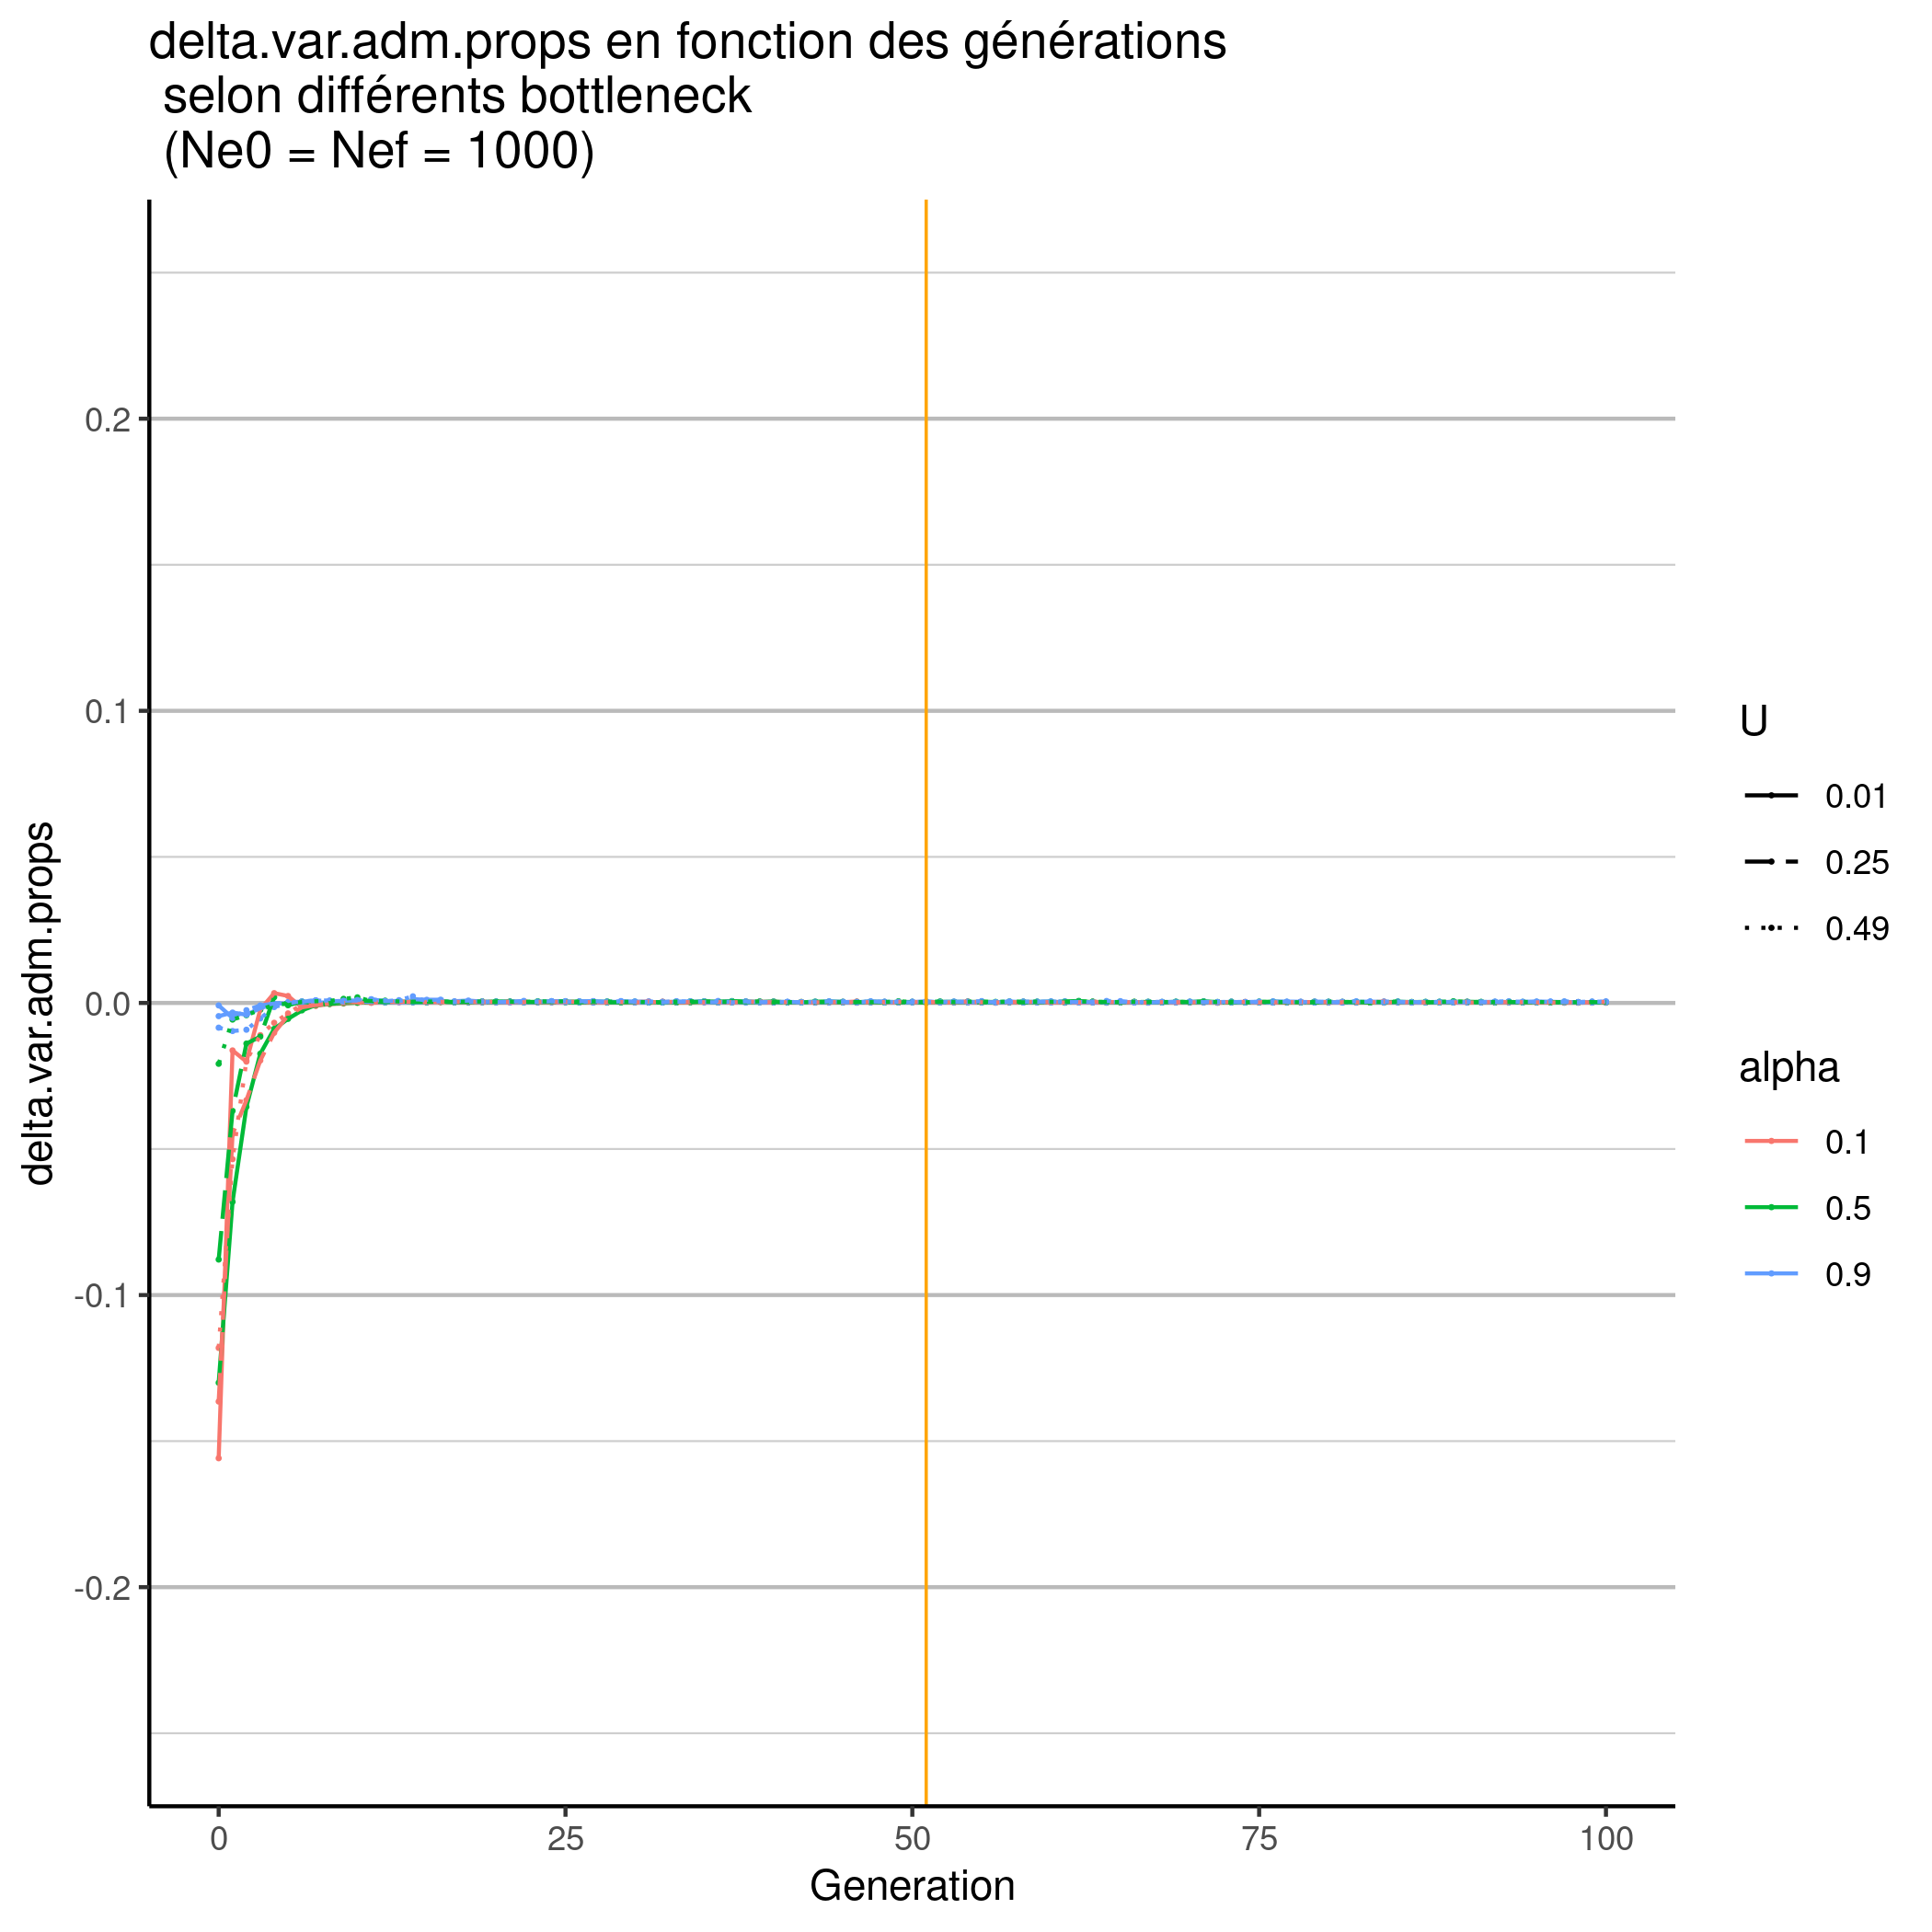 delta.var.adm.props en fonction des générations
selon différents bottleneck
(Ne0 = Nef = 1000)
delta.var.adm.props
0.2
0.1
0.0
-0.1
-0.2
0
25
50
75
100
Generation
U
0.01
0.25
0.49
alpha
0.1
0.5
0.9